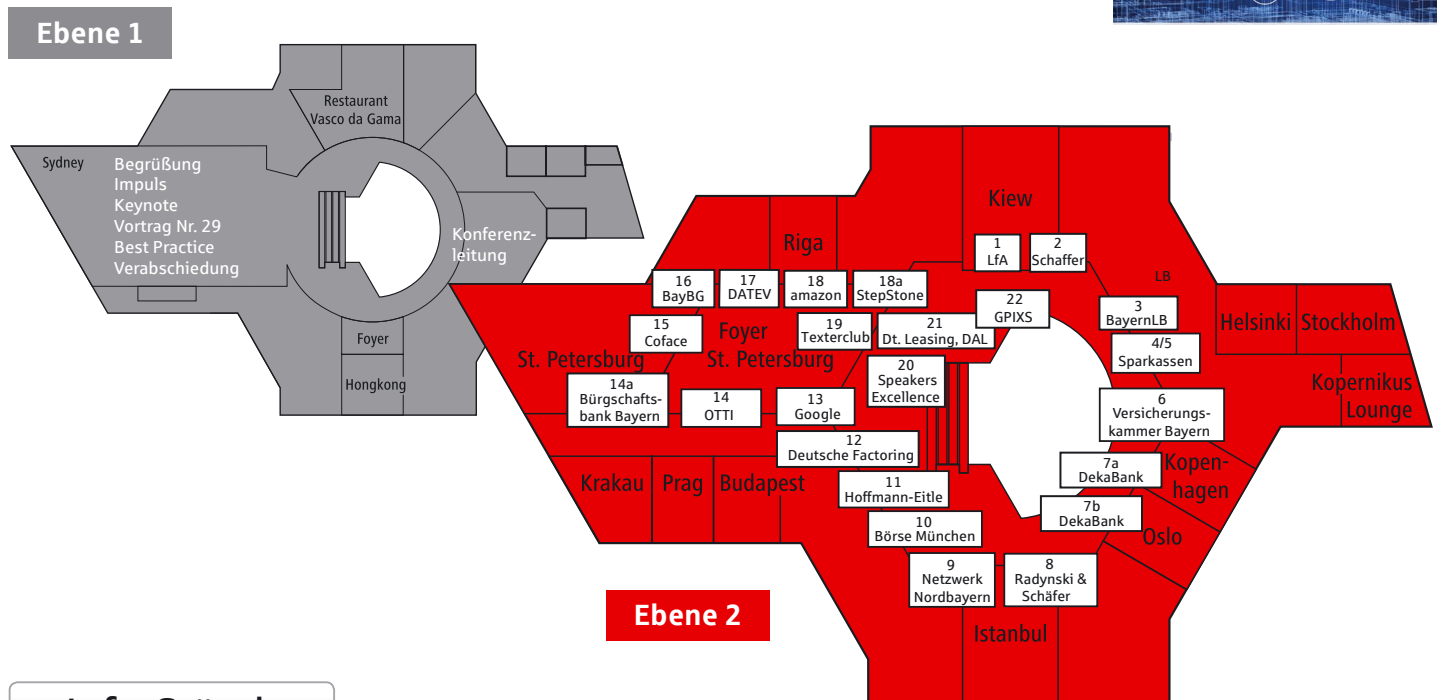 Ebene 1
Restaurant
Vasco da Gama
Sydney
Begrüßung
Impuls
Keynote
Vortrag Nr. 29
Best Practice
Verabschiedung
Konferenz-
leitung
Foyer
Hongkong
Kiew
Riga
1
LfA
2
Schaffer
LB
16
BayBG
17
DATEV
18
amazon
18a
StepStone
22
GPIXS
3
BayernLB
Helsinki
Stockholm
15
Coface
Foyer
St. Petersburg
19
Texterclub
21
Dt. Leasing, DAL
4/5
Sparkassen
St. Petersburg
20
Speakers
Excellence
Kopernikus
Lounge
14a
Bürgschafts-
bank Bayern
14
OTTI
13
Google
6
Versicherungs-
kammer Bayern
12
Deutsche Factoring
7a
DekaBank
Kopen-
hagen
Krakau
Prag
Budapest
11
Hoffmann-Eitle
7b
DekaBank
10
Börse München
Oslo
9
Netzwerk
Nordbayern
8
Radynski &
Schäfer
Ebene 2
Istanbul